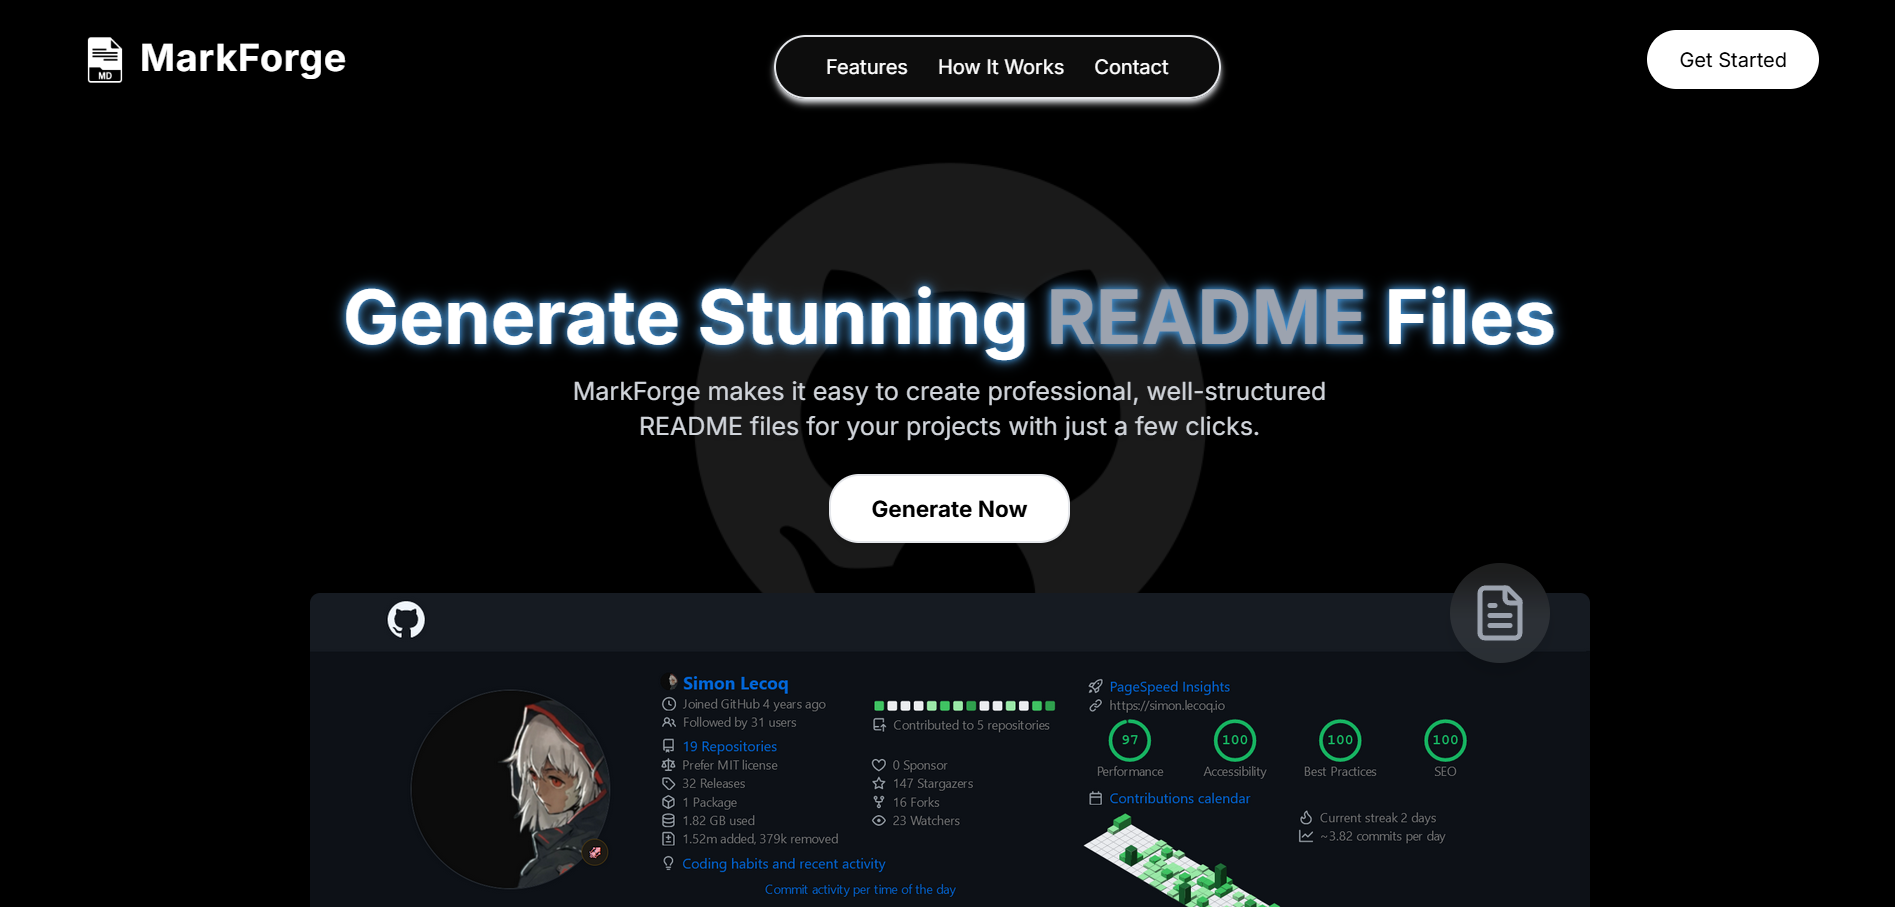 MD
MarkForge
Features
How It Works
Contact
Get Started
Generate Stunning README Files
MarkForge makes it easy to create professional, well-structured
README files for your projects with just a few clicks.
Generate Now
Simon Lecoq
Joined GitHub 4 years ago
Followed by 31 users
Contributed to 5 repositories
19 Repositories
Prefer MIT license
32 Releases
1 Package
1.82 GB used
1.52m added, 379k removed
0 Sponsor
147 Stargazers
16 Forks
23 Watchers
Coding habits and recent activity
Commit activity per time of the day
PageSpeed Insights
https://simon.lecoq.io
97
100
100
100
Performance
Accessibility
Best Practices
SEO
Contributions calendar
Current streak 2 days
~3.82 commits per day